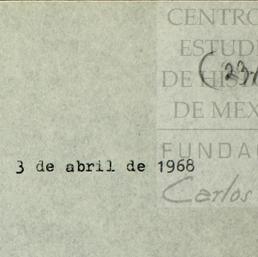 CENTRO
ESTUD
DE HIS
DE MEX
FUNDA
3 de abril de 1968
Carlos